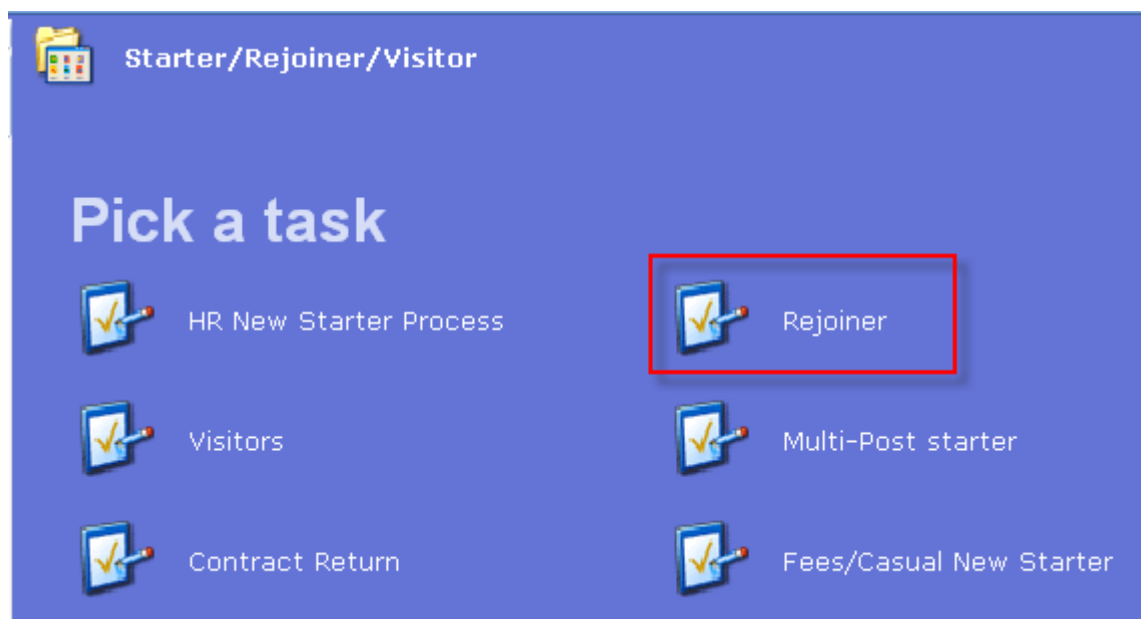 Starter/Rejoiner/Visitor
Pick a task
HR New Starter Process
Rejoiner
Visitors
Multi-Post starter
Contract Return
Fees/Casual New Starter